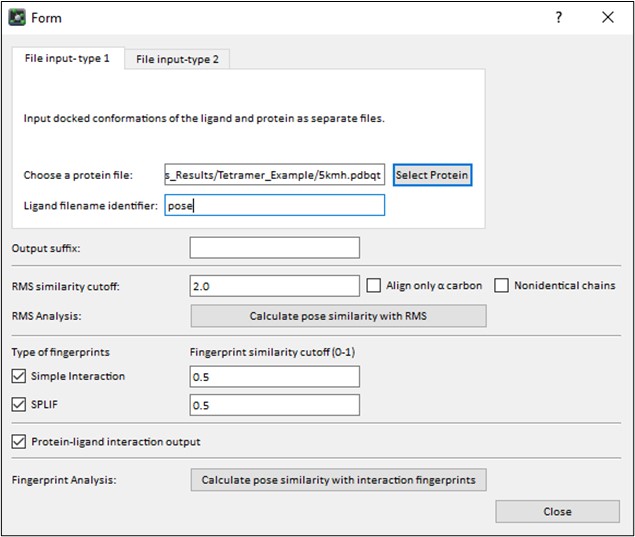 Form ?
File input- type 1 File input-type 2
Input docked conformations of the ligand and protein as separate files.
Choose a protein file: s_Results/Tetramer_Example/5kmh.pdbqt Select Protein
Ligand filename identifier: pose
Output suffix:
RMS similarity cutoff: 2.0 Align only α carbon Nonidentical chains
RMS Analysis: Calculate pose similarity with RMS
Type of fingerprints Fingerprint similarity cutoff (0-1)
Simple Interaction 0.5
SPLIF 0.5
Protein-ligand interaction output
Fingerprint Analysis: Calculate pose similarity with interaction fingerprints
Close